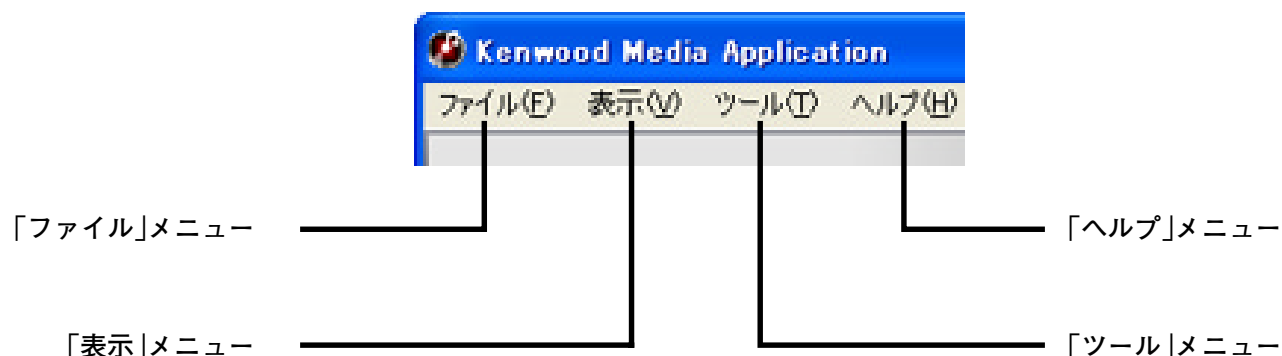 Kenwood Media Application
ファイル(F) 表示(V) ツール(T) ヘルプ(H)
「ファイル」メニュー
「ヘルプ」メニュー
「表示」メニュー
「ツール」メニュー